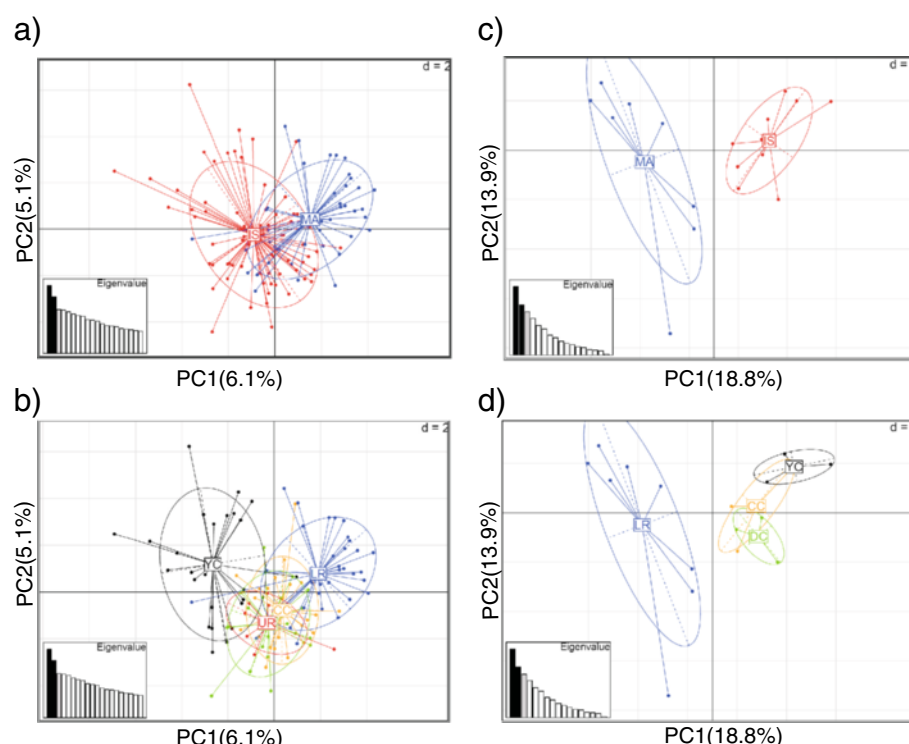 a)
d = 2
PC2(5.1%)
IS
MA
Eigenvalue
PC1(6.1%)
c)
d =
PC2(13.9%)
MA
IS
Eigenvalue
PC1(18.8%)
b)
d = 2
PC2(5.1%)
YC
LR
CC
UR
Eigenvalue
PC1(6.1%)
d)
d =
PC2(13.9%)
YC
CC
DC
LR
Eigenvalue
PC1(18.8%)